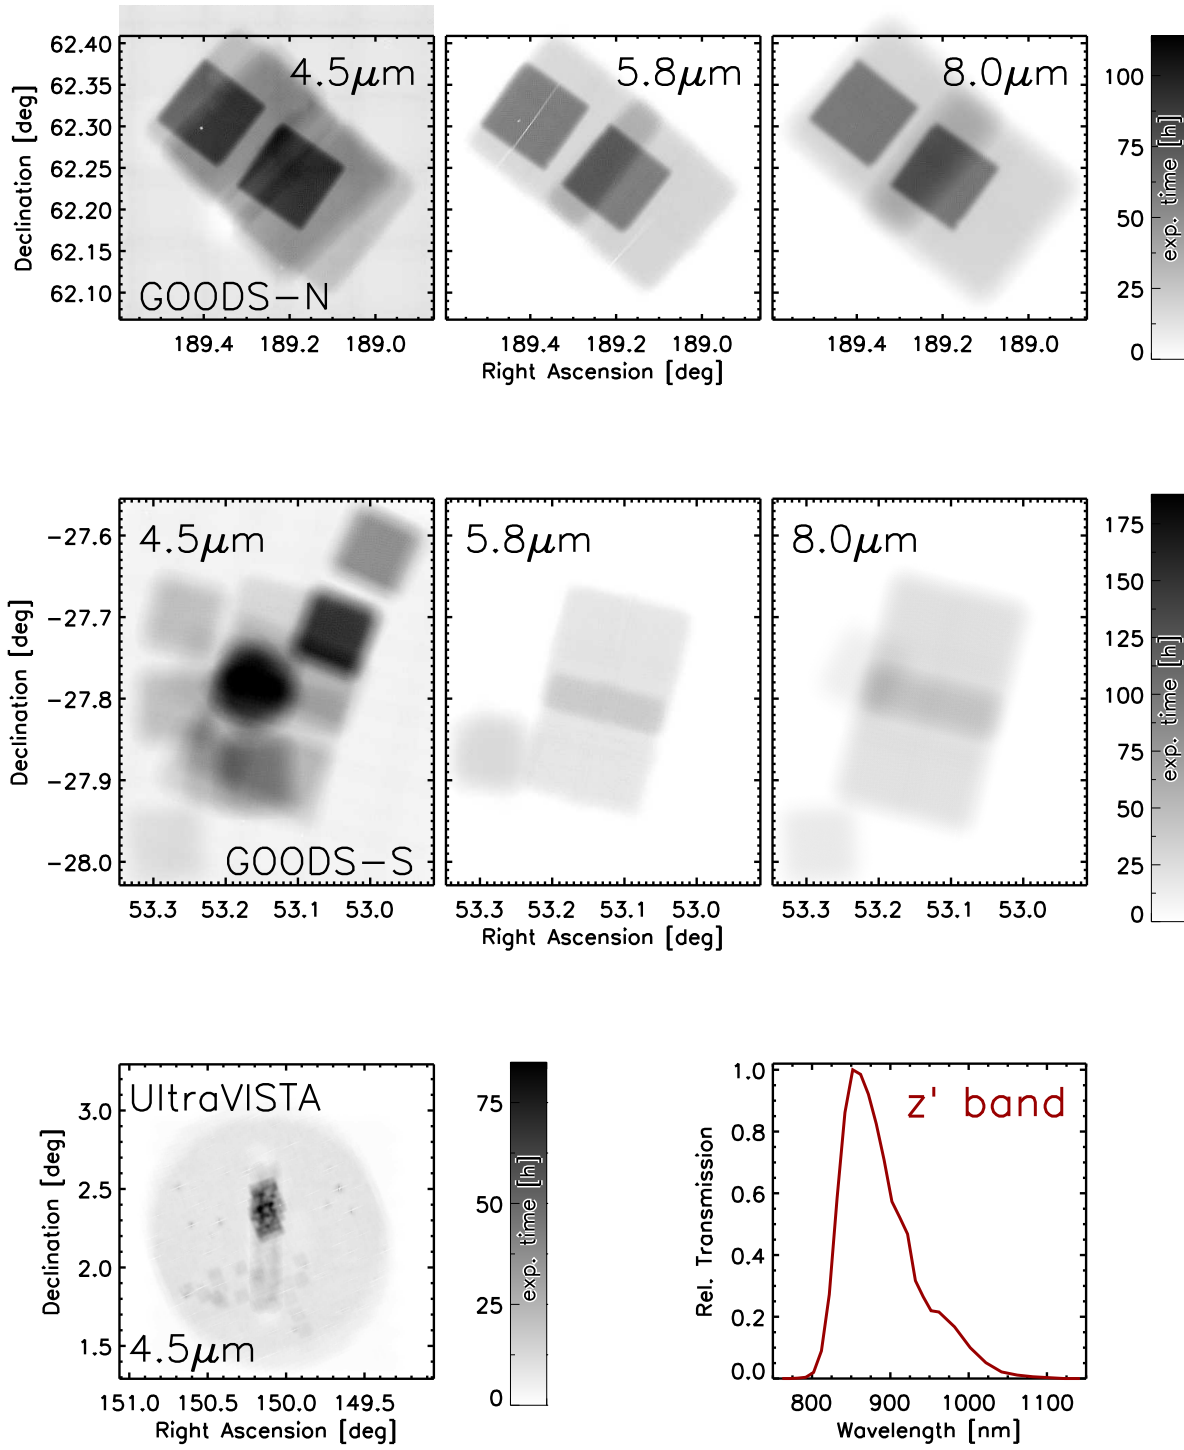 4.5μm
5.8μm
8.0μm
GOODS-N
Declination [deg]
62.40
62.35
62.30
62.25
62.20
62.15
62.10
189.4 189.2 189.0
189.4 189.2 189.0
189.4 189.2 189.0
Right Ascension [deg]
100
75
50
25
0
exp. time [h]
4.5μm
5.8μm
8.0μm
GOODS-S
Declination [deg]
-27.6
-27.7
-27.8
-27.9
-28.0
53.3 53.2 53.1 53.0
53.3 53.2 53.1 53.0
53.3 53.2 53.1 53.0
Right Ascension [deg]
175
150
125
100
75
50
25
0
exp. time [h]
UltraVISTA
4.5μm
Declination [deg]
3.0
2.5
2.0
1.5
151.0 150.5 150.0 149.5
Right Ascension [deg]
75
50
25
0
exp. time [h]
z' band
Rel. Transmission
1.0
0.8
0.6
0.4
0.2
0.0
800 900 1000 1100
Wavelength [nm]